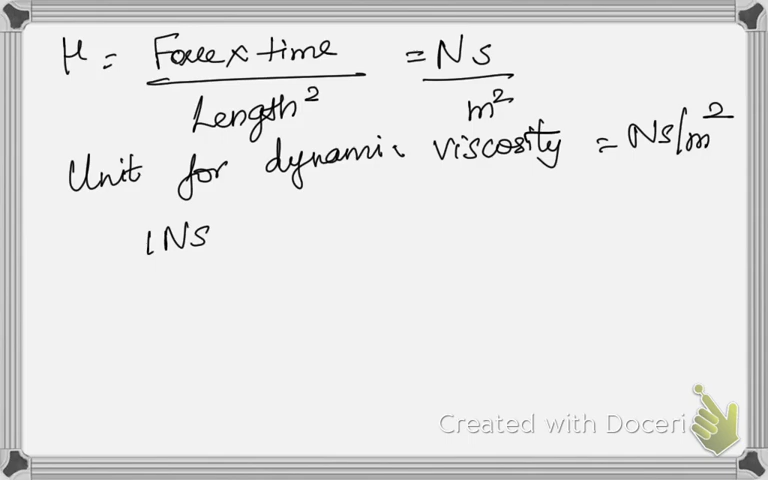 μ = Force x time / Length² = Ns / m²
Unit for dynamic viscosity = Ns/m²
1NS
Created with Doceri